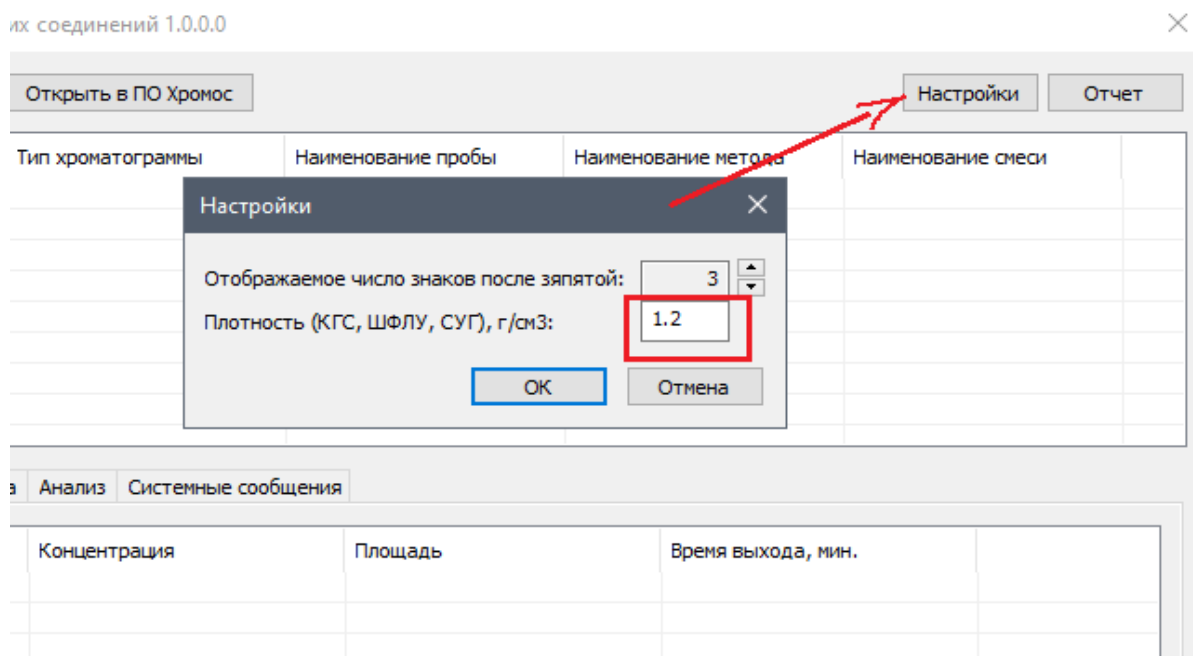 их соединений 1.0.0.0
Открыть в ПО Хромос
Настройки
Отчет
Тип хроматограммы
Наименование пробы
Наименование метода
Наименование смеси
Настройки
Отображаемое число знаков после зяпятой:
3
Плотность (КГС, ШФЛУ, СУГ), г/см3:
1.2
ОК
Отмена
а
Анализ
Системные сообщения
Концентрация
Площадь
Время выхода, мин.